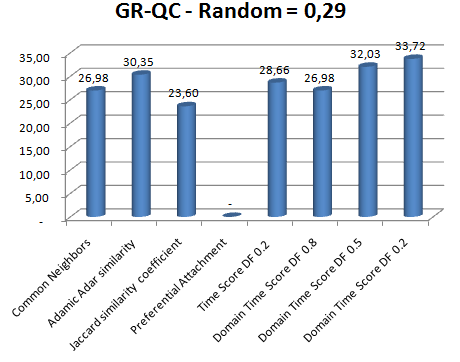 GR-QC - Random = 0,29
35,00
30,00
25,00
20,00
15,00
10,00
5,00
-
26,98
30,35
23,60
-
28,66
26,98
32,03
33,72
Common Neighbors
Adamic Adar similarity
Jaccard similarity coefficient
Preferential Attachment
Time Score DF 0.2
Domain Time Score DF 0.8
Domain Time Score DF 0.5
Domain Time Score DF 0.2